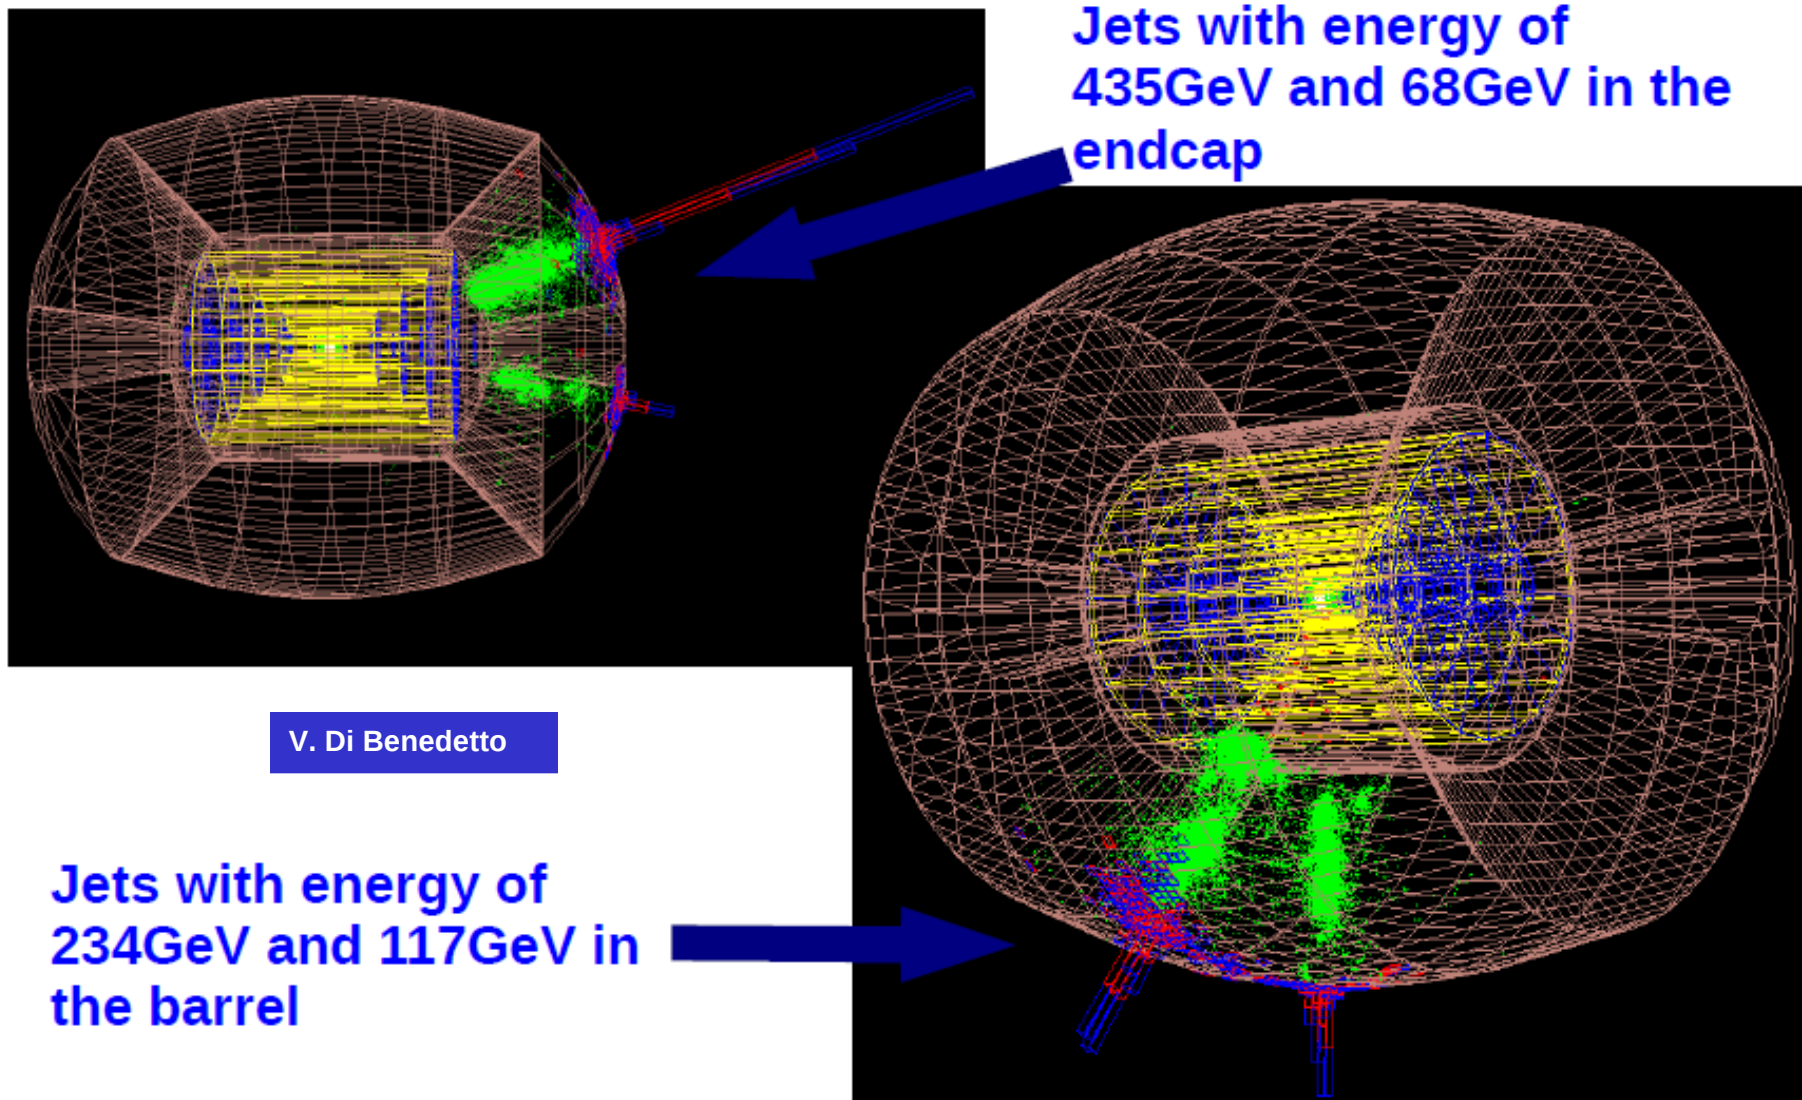 Jets with energy of
435GeV and 68GeV in the
endcap
V. Di Benedetto
Jets with energy of
234GeV and 117GeV in
the barrel